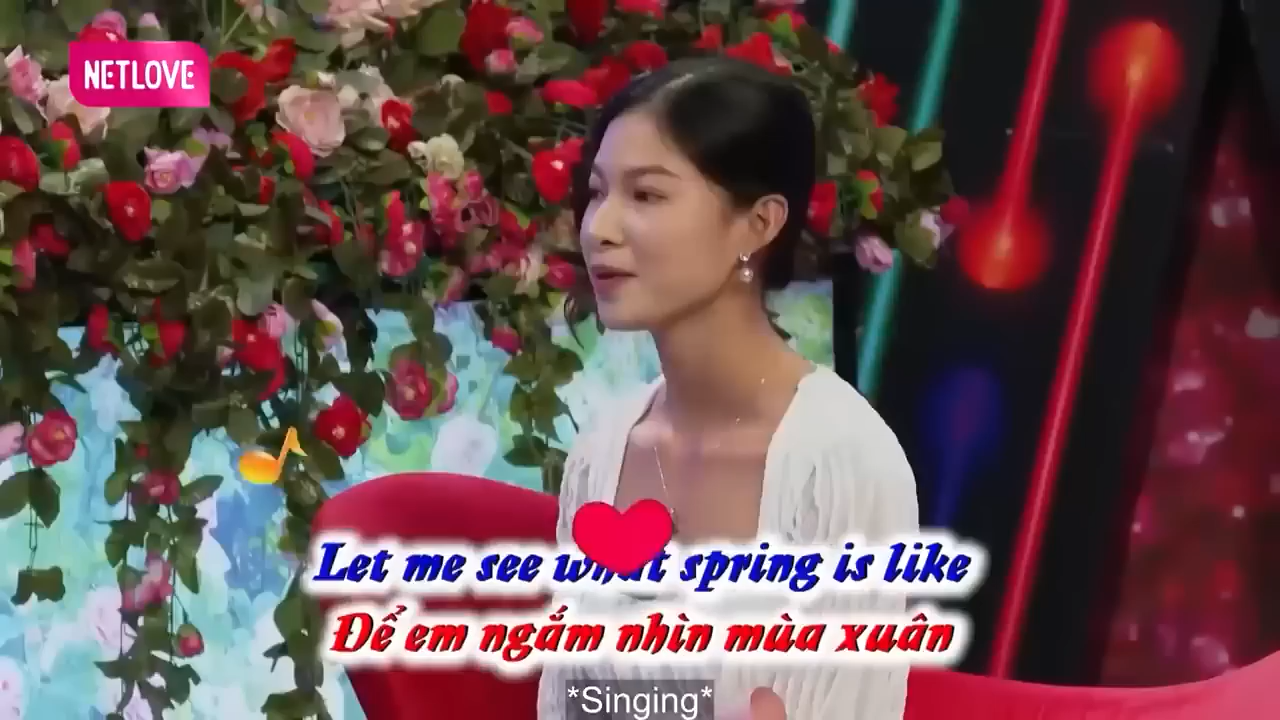 NETLOVE
Let me see what spring is like
Để em ngắm nhìn mùa xuân
*Singing*